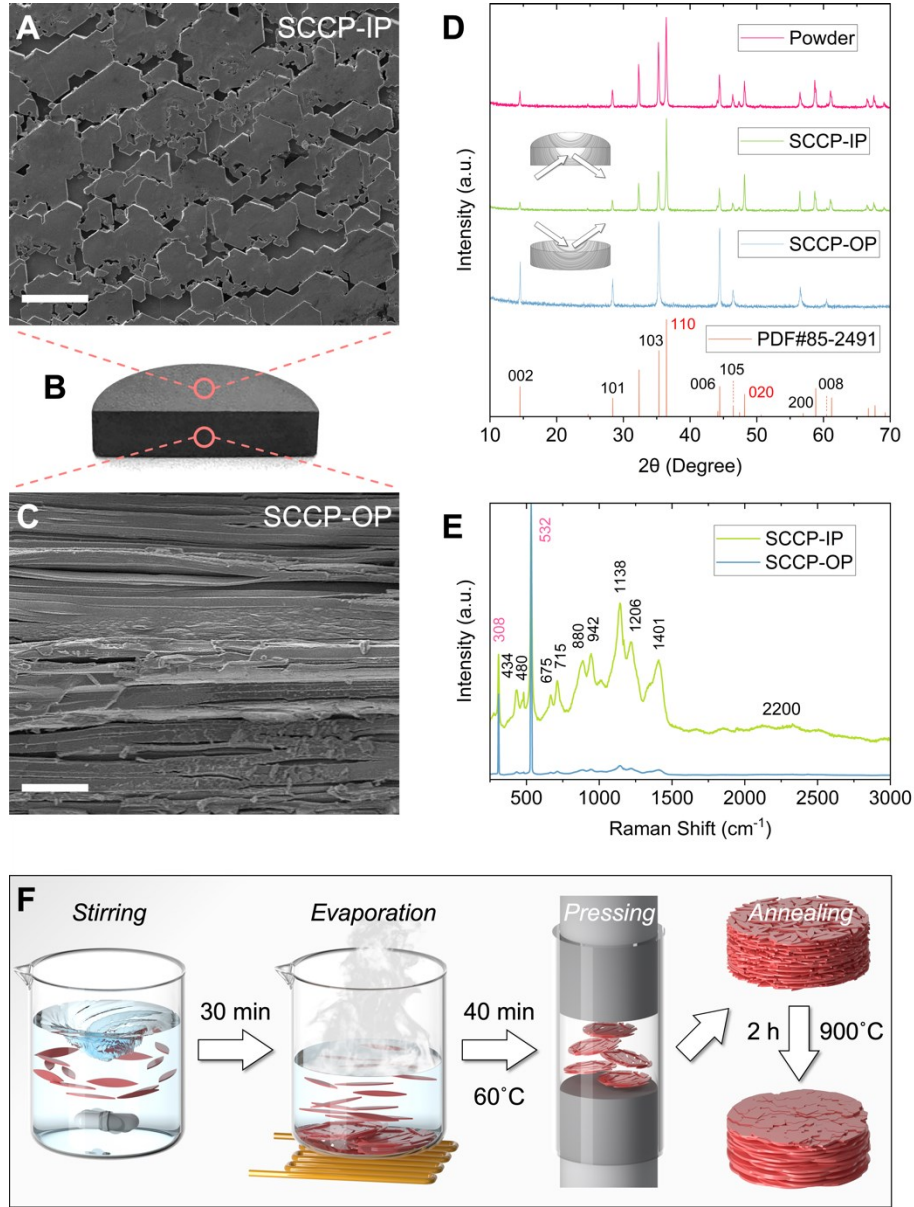 A
SCCP-IP
B
C
SCCP-OP
D
Powder
SCCP-IP
SCCP-OP
PDF#85-2491
002
101
103
110
006
105
020
200
008
Intensity (a.u.)
10 20 30 40 50 60 70
2θ (Degree)
E
SCCP-IP
SCCP-OP
308
434
480
532
675
715
880
942
1138
1206
1401
2200
Intensity (a.u.)
500 1000 1500 2000 2500 3000
Raman Shift (cm⁻¹)
F
Stirring
30 min
Evaporation
40 min
60°C
Pressing
Annealing
2 h 900°C